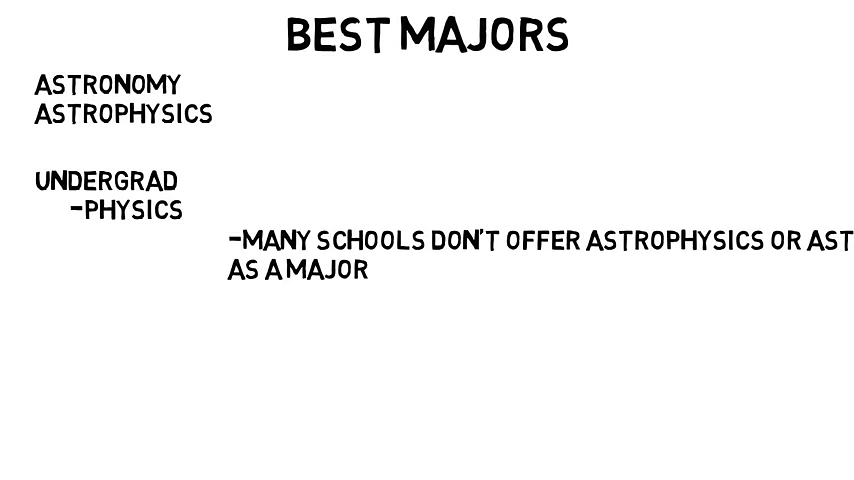 BEST MAJORS
ASTRONOMY
ASTROPHYSICS
UNDERGRAD
-PHYSICS
-MANY SCHOOLS DON'T OFFER ASTROPHYSICS OR AST
AS A MAJOR